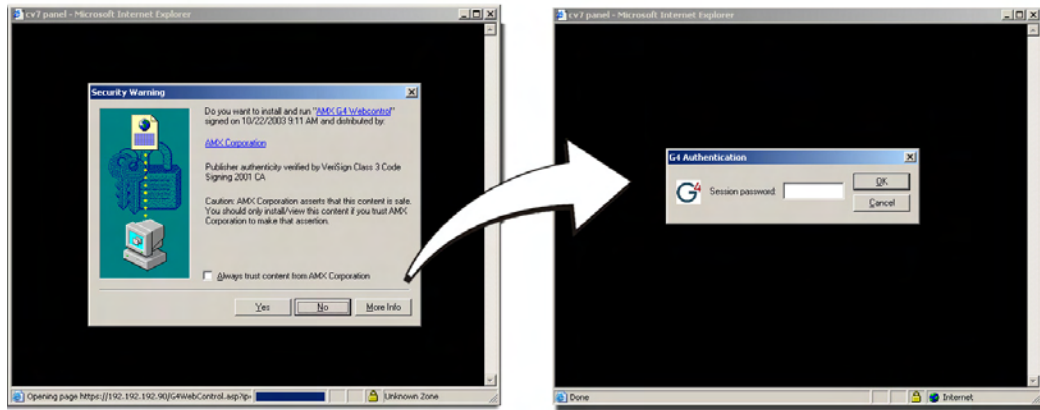 cv7 panel - Microsoft Internet Explorer
Security Warning
Do you want to install and run "AMX G4 Webcontrol"
signed on 10/22/2003 9:11 AM and distributed by:
AMX Corporation
Publisher authenticity verified by VeriSign Class 3 Code
Signing 2001 CA
Caution: AMX Corporation asserts that this content is safe.
You should only install/view this content if you trust AMX
Corporation to make that assertion.
Always trust content from AMX Corporation
Yes
No
More Info
Opening page https://192.192.192.90/G4WebControl.asp?ip=
Unknown Zone
cv7 panel - Microsoft Internet Explorer
G4 Authentication
G4
Session password:
OK
Cancel
Done
Internet